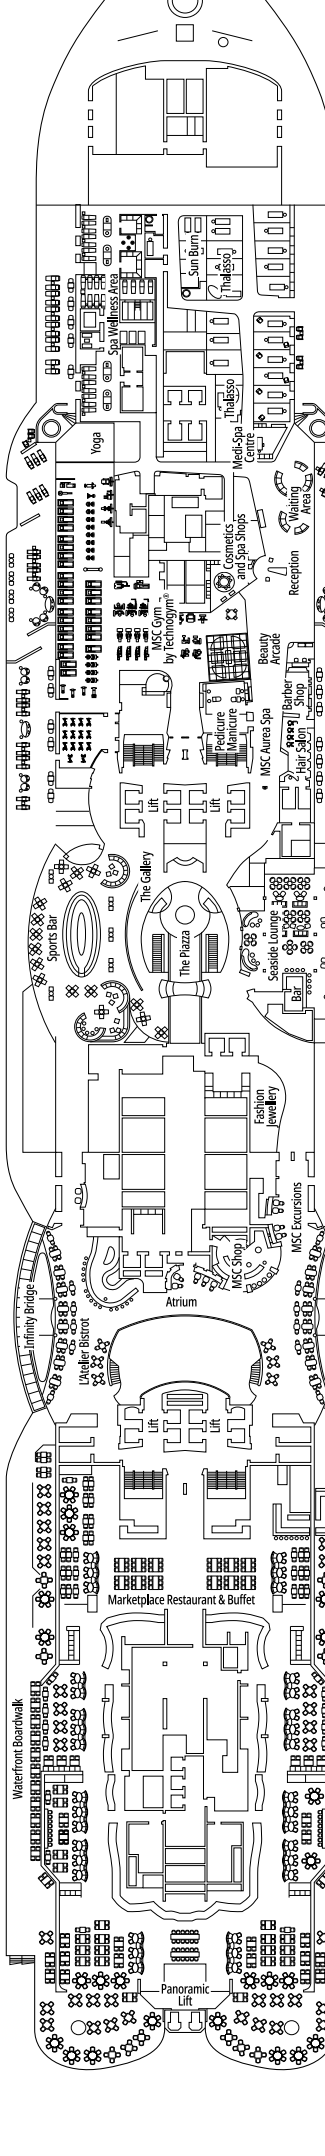 Sun Burn
Thalasso
Spa Wellness Area
Thalasso
Yoga
Medi-Spa
Centre
Waiting
Area
Cosmetics
and Spa Shops
Reception
MSC Gym
by Technogym®
Beauty
Arcade
Barber
Shop
Pedicure
Manicure
MSC Aurea Spa
Hair Salon
Lift
Lift
The Gallery
Sports Bar
The Piazza
Seaside Lounge
Bar
Fashion
Jewellery
MSC Excursions
MSC Shop
Infinity Bridge
Atrium
L'Atelier Bistrot
Lift
Lift
Marketplace Restaurant & Buffet
Waterfront Boardwalk
Panoramic
Lift